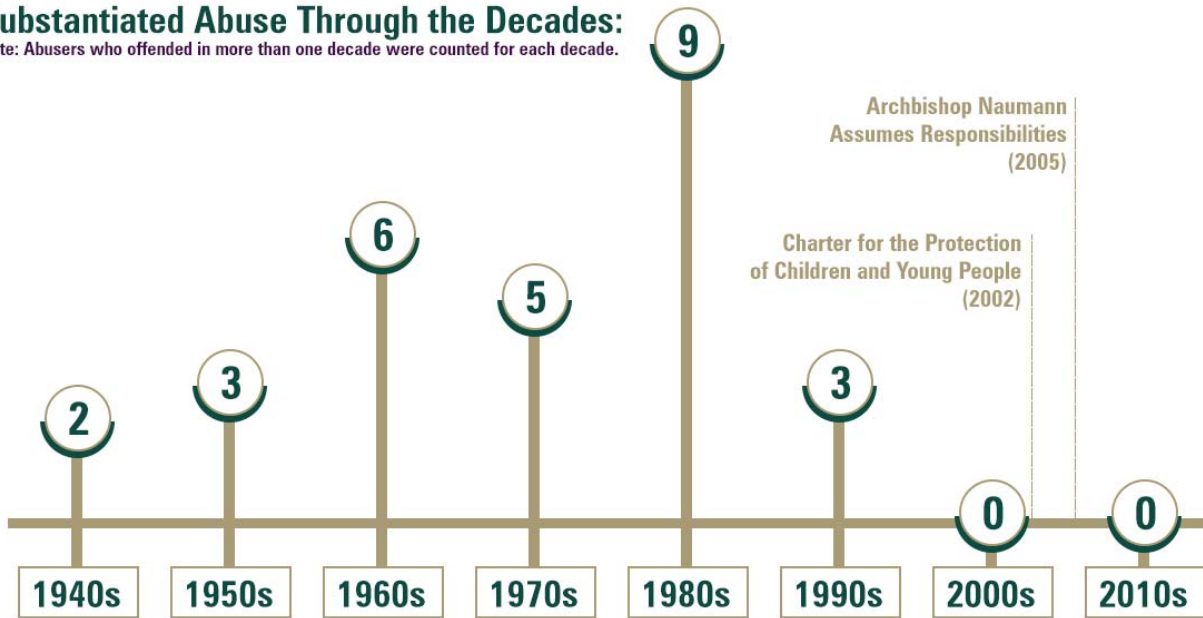 ubstantiated Abuse Through the Decades:
te: Abusers who offended in more than one decade were counted for each decade.
9
Archbishop Naumann
Assumes Responsibilities
(2005)
6
Charter for the Protection
of Children and Young People
(2002)
5
3
3
2
0
0
1940s
1950s
1960s
1970s
1980s
1990s
2000s
2010s